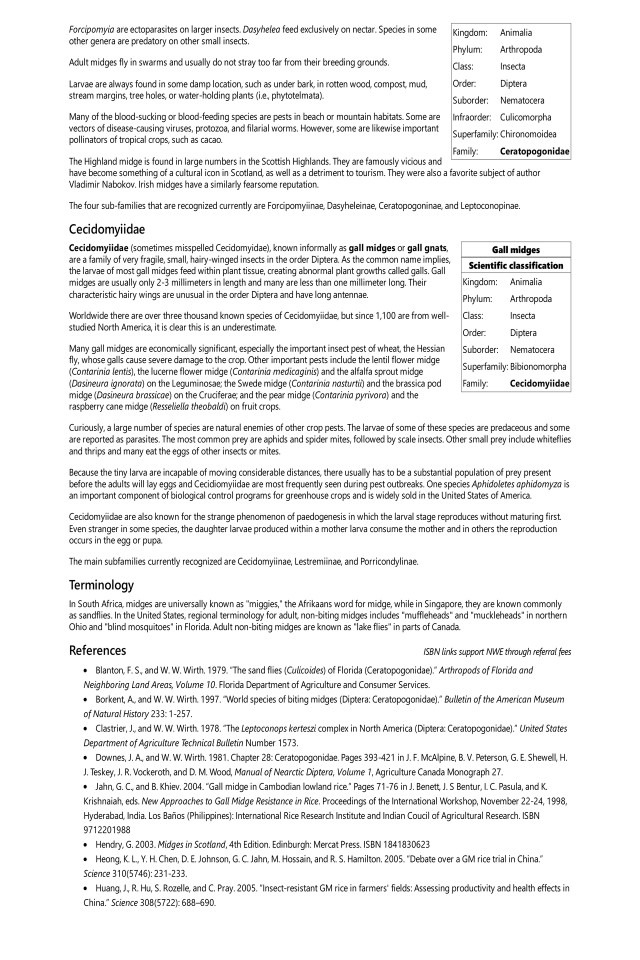 Forcipomyia are ectoparasites on larger insects. Dasyhelea feed exclusively on nectar. Species in some
other genera are predatory on other small insects.
Adult midges fly in swarms and usually do not stray too far from their breeding grounds.
Larvae are always found in some damp location, such as under bark, in rotten wood, compost, mud,
stream margins, tree holes, or water-holding plants (i.e., phytotelmata).
Many of the blood-sucking or blood-feeding species are pests in beach or mountain habitats. Some are
vectors of disease-causing viruses, protozoa, and filarial worms. However, some are likewise important
pollinators of tropical crops, such as cacao.
Kingdom: Animalia
Phylum: Arthropoda
Class: Insecta
Order: Diptera
Suborder: Nematocera
Infraorder: Culicomorpha
Superfamily: Chironomoidea
Family: Ceratopogonidae
The Highland midge is found in large numbers in the Scottish Highlands. They are famously vicious and
have become something of a cultural icon in Scotland, as well as a detriment to tourism. They were also a favorite subject of author
Vladimir Nabokov. Irish midges have a similarly fearsome reputation.
The four sub-families that are recognized currently are Forcipomyiinae, Dasyheleinae, Ceratopogoninae, and Leptoconopinae.
Cecidomyiidae
Cecidomyiidae (sometimes misspelled Cecidomyidae), known informally as gall midges or gall gnats,
are a family of very fragile, small, hairy-winged insects in the order Diptera. As the common name implies,
the larvae of most gall midges feed within plant tissue, creating abnormal plant growths called galls. Gall
midges are usually only 2-3 millimeters in length and many are less than one millimeter long. Their
characteristic hairy wings are unusual in the order Diptera and have long antennae.
Worldwide there are over three thousand known species of Cecidomyiidae, but since 1,100 are from well-
studied North America, it is clear this is an underestimate.
Many gall midges are economically significant, especially the important insect pest of wheat, the Hessian
fly, whose galls cause severe damage to the crop. Other important pests include the lentil flower midge
(Contarinia lentis), the lucerne flower midge (Contarinia medicaginis) and the alfalfa sprout midge
(Dasineura ignorata) on the Leguminosae; the Swede midge (Contarinia nasturtii) and the brassica pod
midge (Dasineura brassicae) on the Cruciferae; and the pear midge (Contarinia pyrivora) and the
raspberry cane midge (Resseliella theobaldi) on fruit crops.
Gall midges
Scientific classification
Kingdom: Animalia
Phylum: Arthropoda
Class: Insecta
Order: Diptera
Suborder: Nematocera
Superfamily: Bibionomorpha
Family: Cecidomyiidae
Curiously, a large number of species are natural enemies of other crop pests. The larvae of some of these species are predaceous and some
are reported as parasites. The most common prey are aphids and spider mites, followed by scale insects. Other small prey include whiteflies
and thrips and many eat the eggs of other insects or mites.
Because the tiny larva are incapable of moving considerable distances, there usually has to be a substantial population of prey present
before the adults will lay eggs and Cecidiomyiidae are most frequently seen during pest outbreaks. One species Aphidoletes aphidomyza is
an important component of biological control programs for greenhouse crops and is widely sold in the United States of America.
Cecidomyiidae are also known for the strange phenomenon of paedogenesis in which the larval stage reproduces without maturing first.
Even stranger in some species, the daughter larvae produced within a mother larva consume the mother and in others the reproduction
occurs in the egg or pupa.
The main subfamilies currently recognized are Cecidomyiinae, Lestremiinae, and Porricondylinae.
Terminology
In South Africa, midges are universally known as "miggies," the Afrikaans word for midge, while in Singapore, they are known commonly
as sandflies. In the United States, regional terminology for adult, non-biting midges includes "muffleheads" and "muckleheads" in northern
Ohio and "blind mosquitoes" in Florida. Adult non-biting midges are known as "lake flies" in parts of Canada.
References
ISBN links support NWE through referral fees
• Blanton, F. S., and W. W. Wirth. 1979. "The sand flies (Culicoides) of Florida (Ceratopogonidae)." Arthropods of Florida and
Neighboring Land Areas, Volume 10. Florida Department of Agriculture and Consumer Services.
• Borkent, A., and W. W. Wirth. 1997. "World species of biting midges (Diptera: Ceratopogonidae)." Bulletin of the American Museum
of Natural History 233: 1-257.
• Clastrier, J., and W. W. Wirth. 1978. "The Leptoconops kerteszi complex in North America (Diptera: Ceratopogonidae)." United States
Department of Agriculture Technical Bulletin Number 1573.
• Downes, J. A., and W. W. Wirth. 1981. Chapter 28: Ceratopogonidae. Pages 393-421 in J. F. McAlpine, B. V. Peterson, G. E. Shewell, H.
J. Teskey, J. R. Vockeroth, and D. M. Wood, Manual of Nearctic Diptera, Volume 1, Agriculture Canada Monograph 27.
• Jahn, G. C., and B. Khiev. 2004. "Gall midge in Cambodian lowland rice." Pages 71-76 in J. Benett, J. S Bentur, I. C. Pasula, and K.
Krishnaiah, eds. New Approaches to Gall Midge Resistance in Rice. Proceedings of the International Workshop, November 22-24, 1998,
Hyderabad, India. Los Baños (Philippines): International Rice Research Institute and Indian Coucil of Agricultural Research. ISBN
9712201988
• Hendry, G. 2003. Midges in Scotland, 4th Edition. Edinburgh: Mercat Press. ISBN 1841830623
• Heong, K. L., Y. H. Chen, D. E. Johnson, G. C. Jahn, M. Hossain, and R. S. Hamilton. 2005. "Debate over a GM rice trial in China."
Science 310(5746): 231-233.
• Huang, J., R. Hu, S. Rozelle, and C. Pray. 2005. "Insect-resistant GM rice in farmers' fields: Assessing productivity and health effects in
China." Science 308(5722): 688–690.